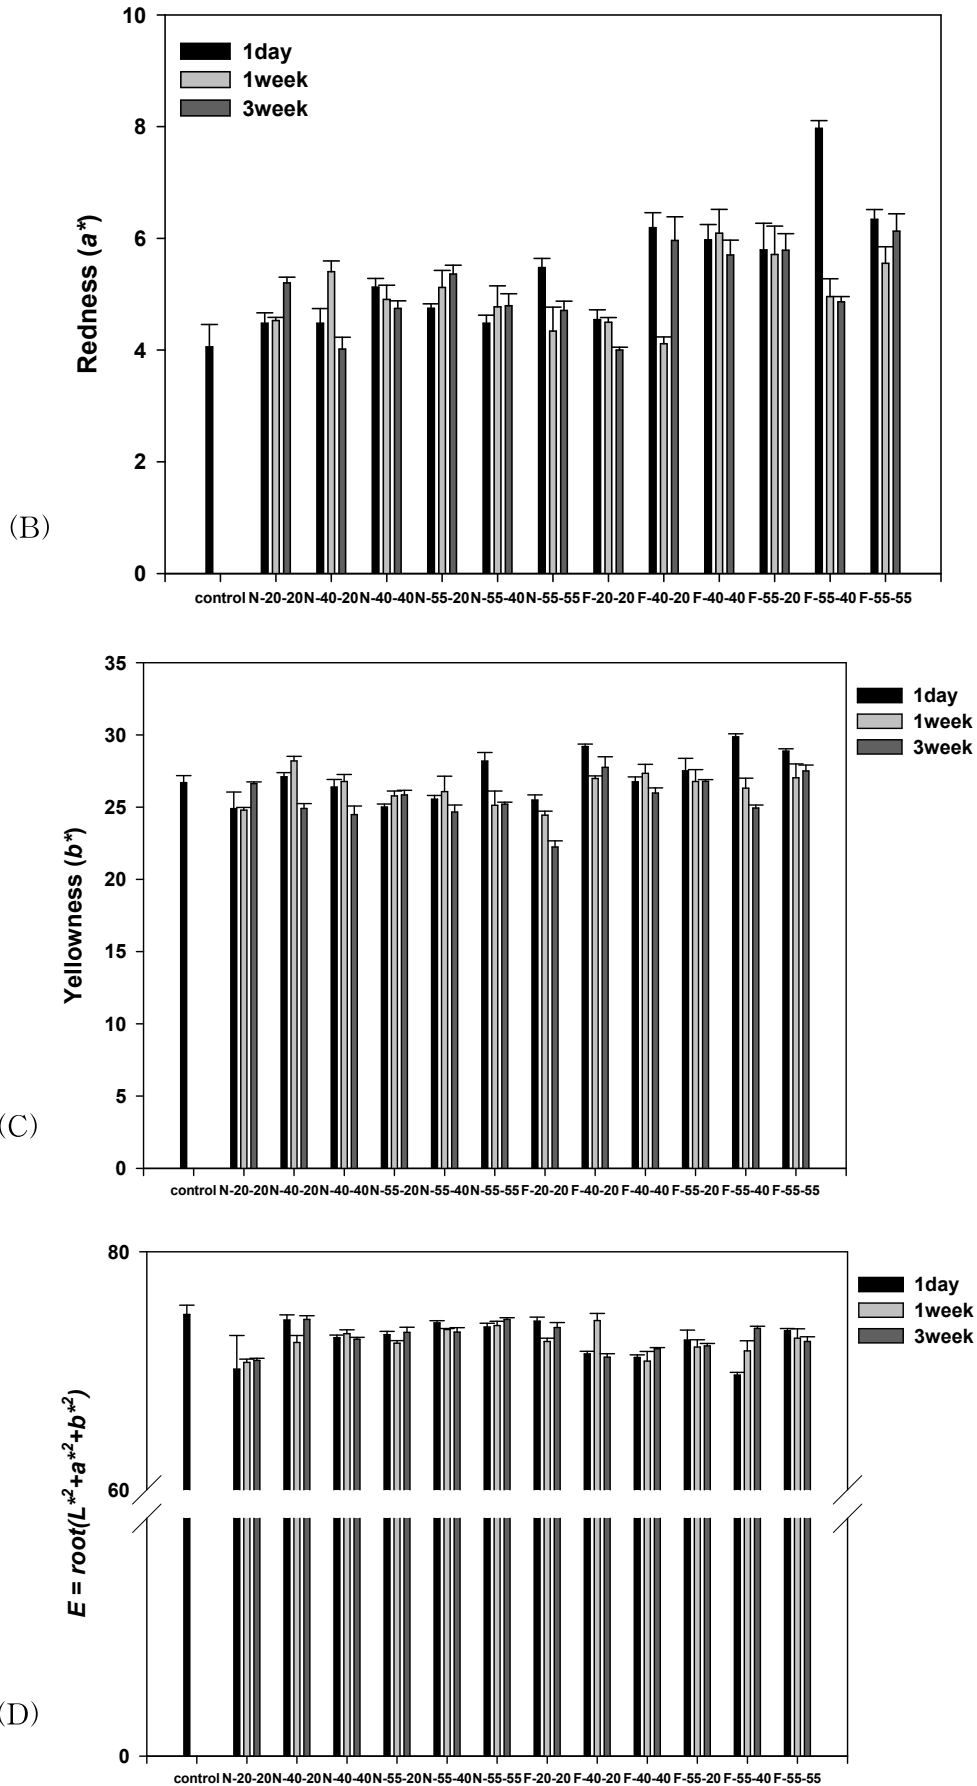 10
1day
1week
3week
8
6
Redness (a*)
4
2
(B)
0
control N-20-20 N-40-20 N-40-40 N-55-20 N-55-40 N-55-55 F-20-20 F-40-20 F-40-40 F-55-20 F-55-40 F-55-55
35
1day
1week
3week
30
25
20
Yellowness (b*)
15
10
5
(C)
0
control N-20-20 N-40-20 N-40-40 N-55-20 N-55-40 N-55-55 F-20-20 F-40-20 F-40-40 F-55-20 F-55-40 F-55-55
80
1day
1week
3week
60
E = root(L*²+a*²+b*²)
(D)
0
control N-20-20 N-40-20 N-40-40 N-55-20 N-55-40 N-55-55 F-20-20 F-40-20 F-40-40 F-55-20 F-55-40 F-55-55